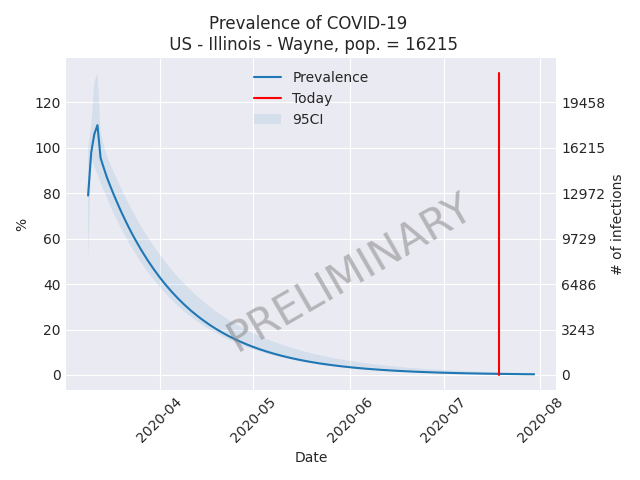 Prevalence of COVID-19
US - Illinois - Wayne, pop. = 16215
Prevalence
Today
95CI
120
100
80
60
40
20
0
%
19458
16215
12972
9729
6486
3243
0
# of infections
PRELIMINARY
2020-04
2020-05
2020-06
2020-07
2020-08
Date